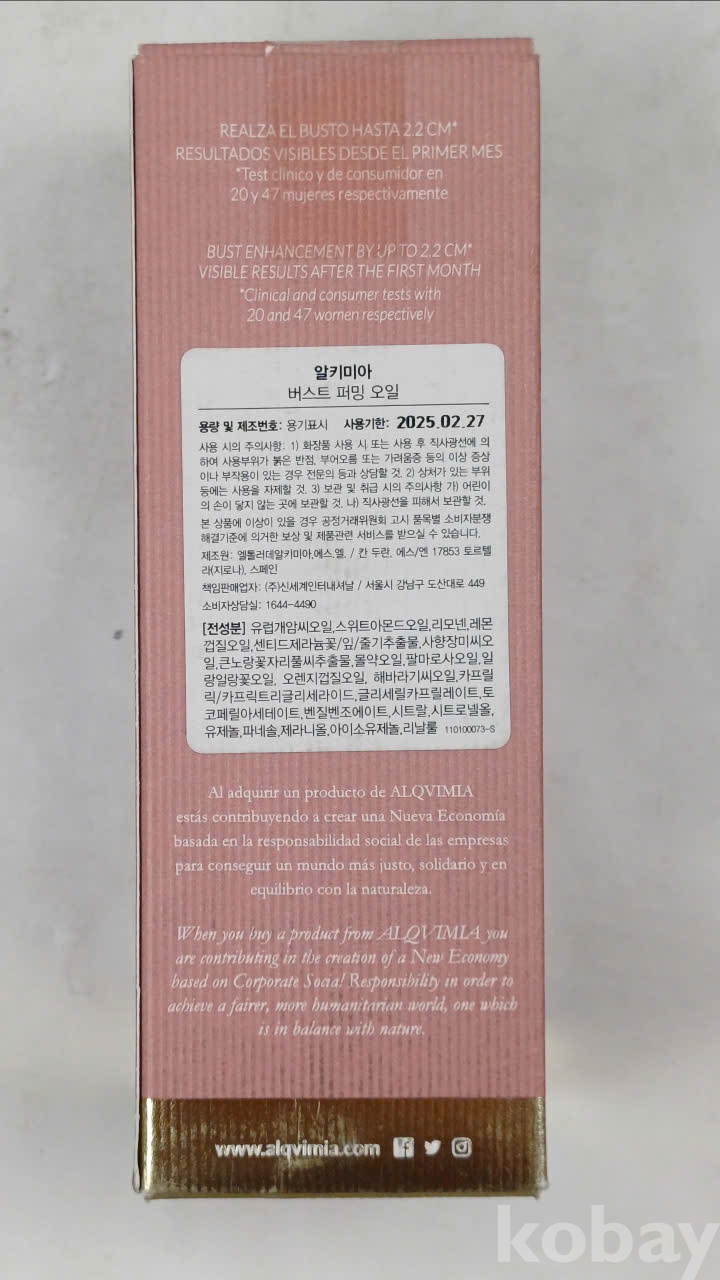 REALZA EL BUSTO HASTA 2.2 CM*
RESULTADOS VISIBLES DESDE EL PRIMER MES
*Test clínico y de consumidor en
20 y 47 mujeres respectivamente
BUST ENHANCEMENT BY UP TO 2.2 CM*
VISIBLE RESULTS AFTER THE FIRST MONTH
*Clinical and consumer tests with
20 and 47 women respectively
알키미아
버스트 퍼밍 오일
용량 및 제조번호: 용기표시 사용기한: 2025.02.27
사용 시의 주의사항: 1) 화장품 사용 시 또는 사용 후 직사광선에 의
하여 사용부위가 붉은 반점, 부어오름 또는 가려움증 등의 이상 증상
이나 부작용이 있는 경우 전문의 등과 상담할 것. 2) 상처가 있는 부위
등에는 사용을 자제할 것. 3) 보관 및 취급 시의 주의사항 가) 어린이
의 손이 닿지 않는 곳에 보관할 것. 나) 직사광선을 피해서 보관할 것.
본 상품에 이상이 있을 경우 공정거래위원회 고시 품목별 소비자분쟁
해결기준에 의거한 보상 및 제품관련 서비스를 받으실 수 있습니다.
제조원: 엘톨러데알키미아,에스.엘. / 칸 두란, 에스/엔 17853 토르텔
라(지로나), 스페인
책임판매업자: (주)신세계인터내셔날 / 서울시 강남구 도산대로 449
소비자상담실: 1644-4490
[전성분] 유럽개암씨오일,스위트아몬드오일,리모넨,레몬
껍질오일,센티드제라늄꽃/잎/줄기추출물,사향장미씨오
일,큰노랑꽃자리풀씨추출물,몰약오일,팔마로사오일,일
랑일랑꽃오일, 오렌지껍질오일, 해바라기씨오일,카프릴
릭/카프릭트리글리세라이드,글리세릴카프릴레이트,토
코페릴아세테이트,벤질벤조에이트,시트랄,시트로넬올,
유제놀,파네솔,제라니올,아이소유제놀,리날룰 110100073-S
Al adquirir un producto de ALQVIMIA
estás contribuyendo a crear una Nueva Economía
basada en la responsabilidad social de las empresas
para conseguir un mundo más justo, solidario y en
equilibrio con la naturaleza.
When you buy a product from ALQVIMIA you
are contributing in the creation of a New Economy
based on Corporate Social Responsibility in order to
achieve a fairer, more humanitarian world, one which
is in balance with nature.
www.alqvimia.com
kobay